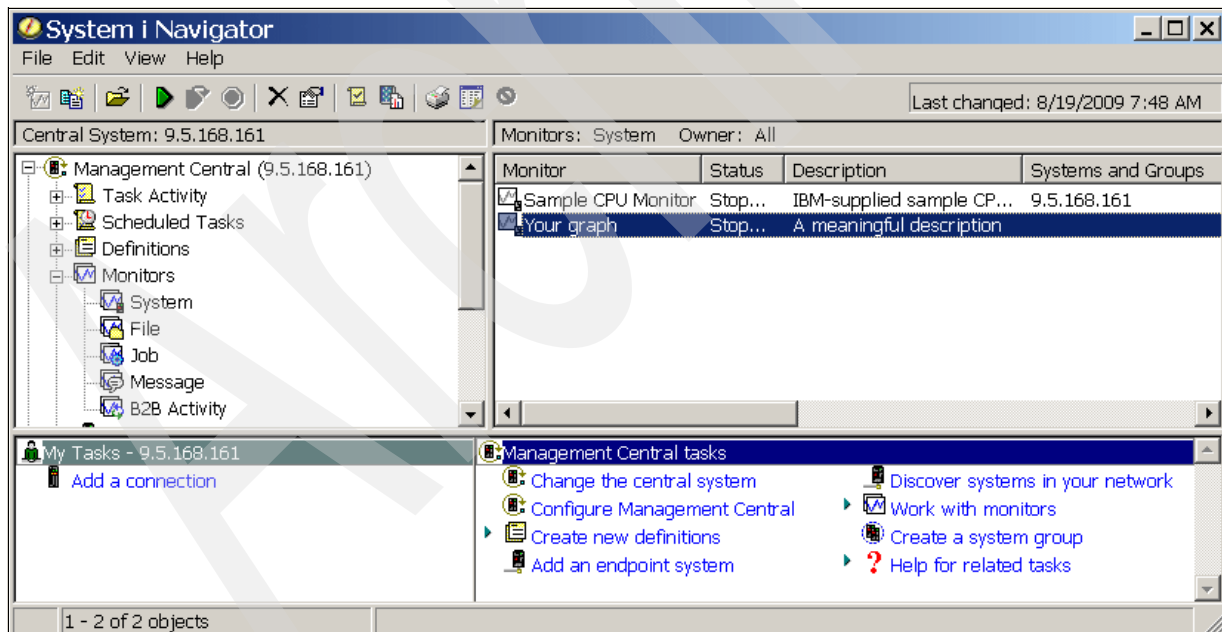 System i Navigator
File Edit View Help
Last changed: 8/19/2009 7:48 AM
Central System: 9.5.168.161
Monitors: System Owner: All
Management Central (9.5.168.161)
Task Activity
Scheduled Tasks
Definitions
Monitors
System
File
Job
Message
B2B Activity
Monitor Status Description Systems and Groups
Sample CPU Monitor Stop... IBM-supplied sample CP... 9.5.168.161
Your graph Stop... A meaningful description
My Tasks - 9.5.168.161
Add a connection
Management Central tasks
Change the central system
Configure Management Central
Create new definitions
Add an endpoint system
Discover systems in your network
Work with monitors
Create a system group
? Help for related tasks
1 - 2 of 2 objects